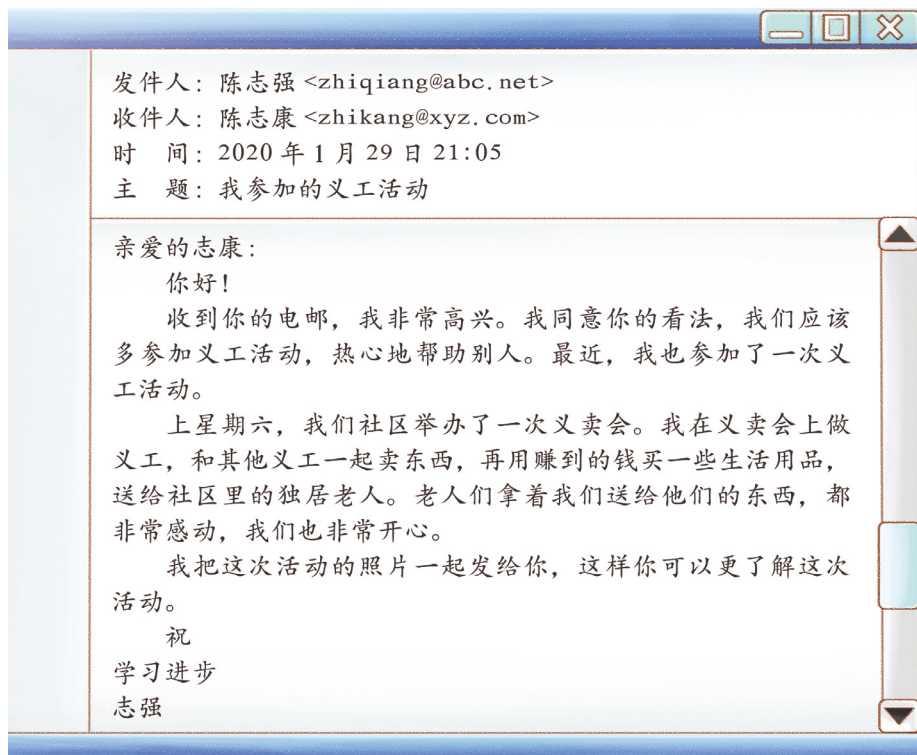 发件人：陈志强 <zhiqiang@abc.net>
收件人：陈志康 <zhikang@xyz.com>
时　间：2020 年 1 月 29 日 21:05
主　题：我参加的义工活动
亲爱的志康：
　　你好！
　　收到你的电邮，我非常高兴。我同意你的看法，我们应该
多参加义工活动，热心地帮助别人。最近，我也参加了一次义
工活动。
　　上星期六，我们社区举办了一次义卖会。我在义卖会上做
义工，和其他义工一起卖东西，再用赚到的钱买一些生活用品，
送给社区里的独居老人。老人们拿着我们送给他们的东西，都
非常感动，我们也非常开心。
　　我把这次活动的照片一起发给你，这样你可以更了解这次
活动。
　　祝
学习进步
志强